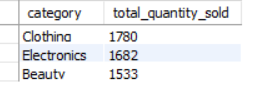 category total_quantity_sold
Clothing 1780
Electronics 1682
Beauty 1533